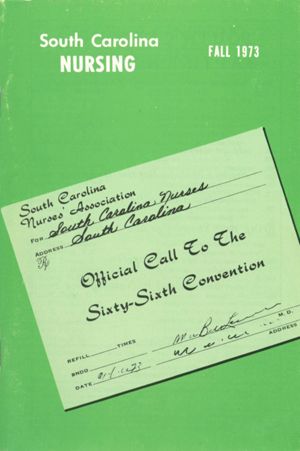 South Carolina
NURSING
FALL 1973
South Carolina
Nurses' Association
FOR South Carolina Nurses
ADDRESS South Carolina
℞
Official Call To The
Sixty-Sixth Convention
REFILL TIMES
BNDD
M.D.
DATE
ADDRESS